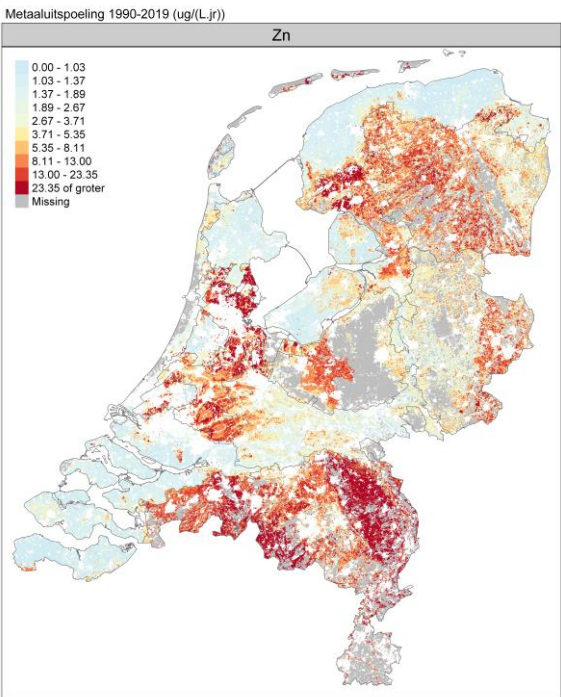 Metaaluitspoeling 1990-2019 (ug/(L.jr))
Zn
0.00 - 1.03
1.03 - 1.37
1.37 - 1.89
1.89 - 2.67
2.67 - 3.71
3.71 - 5.35
5.35 - 8.11
8.11 - 13.00
13.00 - 23.35
23.35 of groter
Missing